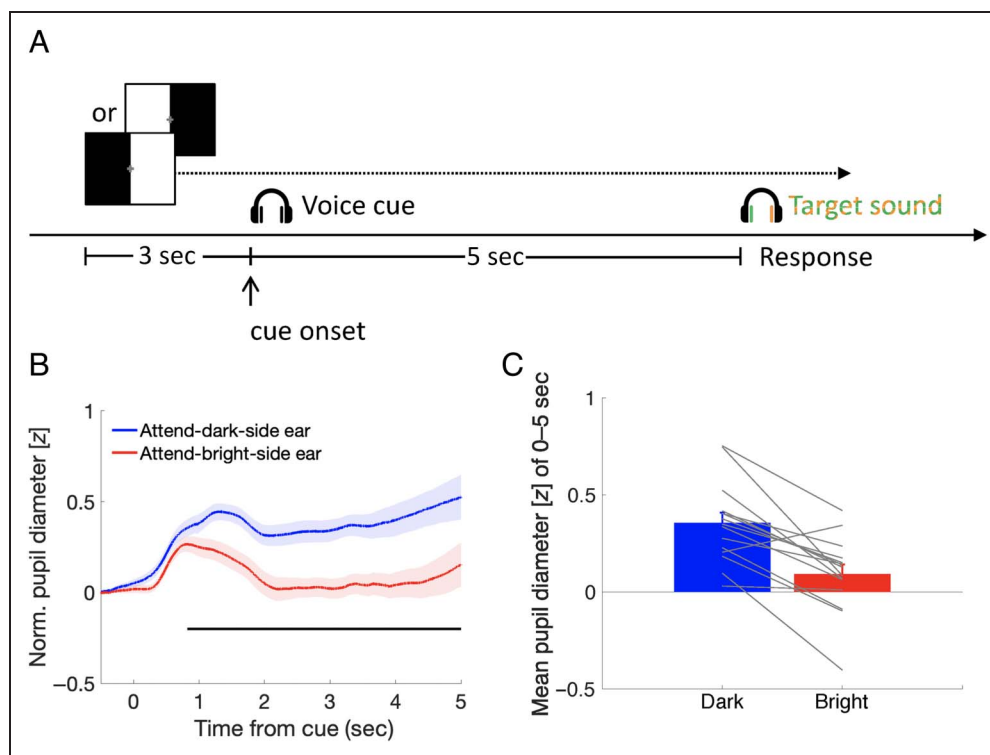 A
or
Voice cue
Target sound
3 sec
5 sec
Response
cue onset
B
Norm. pupil diameter [z]
1
0.5
0
−0.5
Attend-dark-side ear
Attend-bright-side ear
0 1 2 3 4 5
Time from cue (sec)
C
Mean pupil diameter [z] of 0–5 sec
1
0.5
0
−0.5
Dark Bright